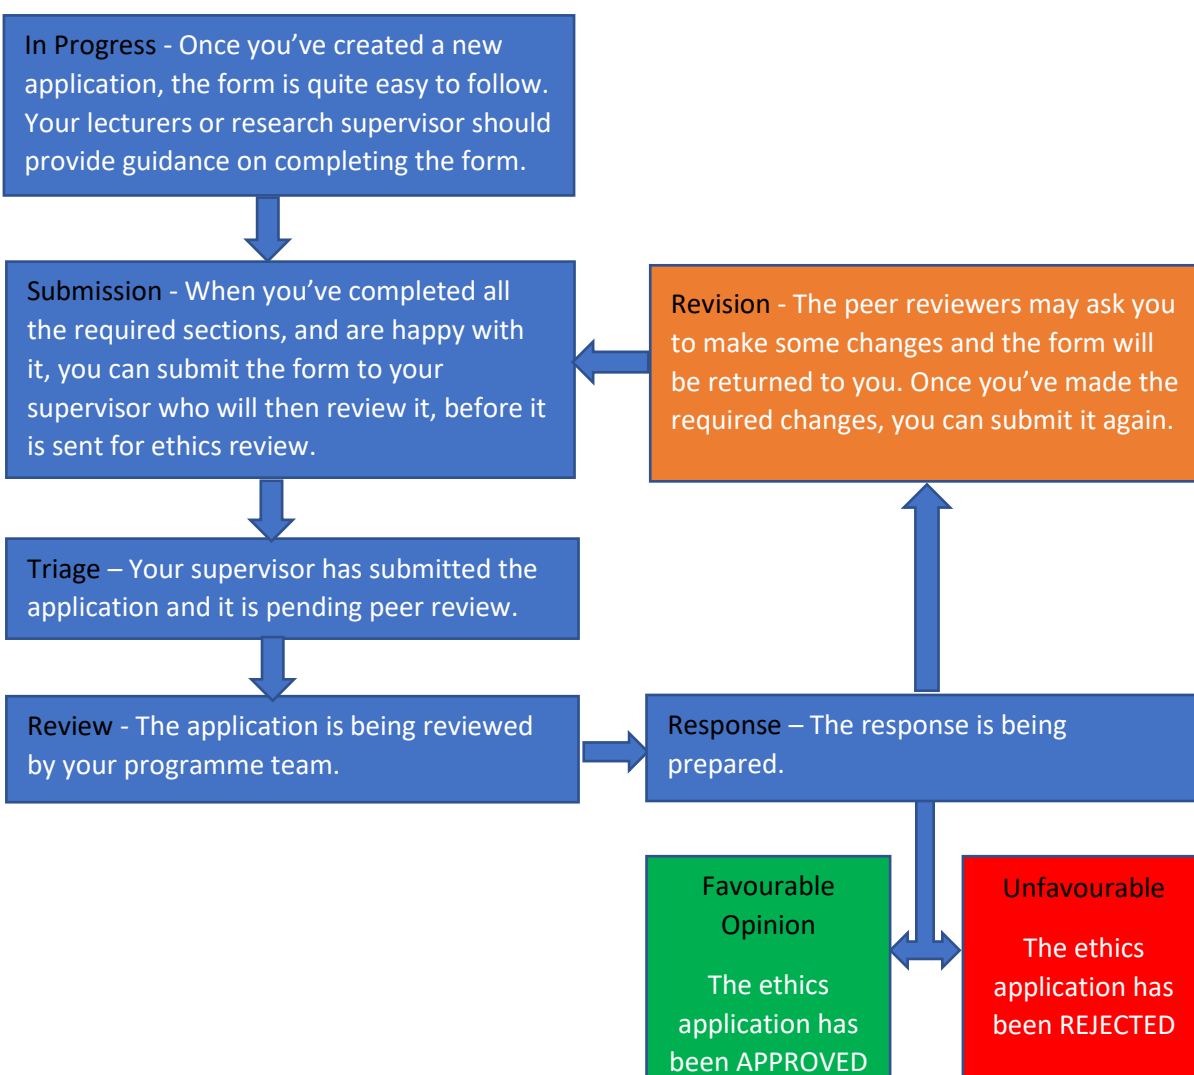 In Progress - Once you’ve created a new
application, the form is quite easy to follow.
Your lecturers or research supervisor should
provide guidance on completing the form.
Submission - When you’ve completed all
the required sections, and are happy with
it, you can submit the form to your
supervisor who will then review it, before it
is sent for ethics review.
Revision - The peer reviewers may ask you
to make some changes and the form will
be returned to you. Once you’ve made the
required changes, you can submit it again.
Triage – Your supervisor has submitted the
application and it is pending peer review.
Review - The application is being reviewed
by your programme team.
Response – The response is being
prepared.
Favourable
Opinion
The ethics
application has
been APPROVED
Unfavourable
The ethics
application has
been REJECTED